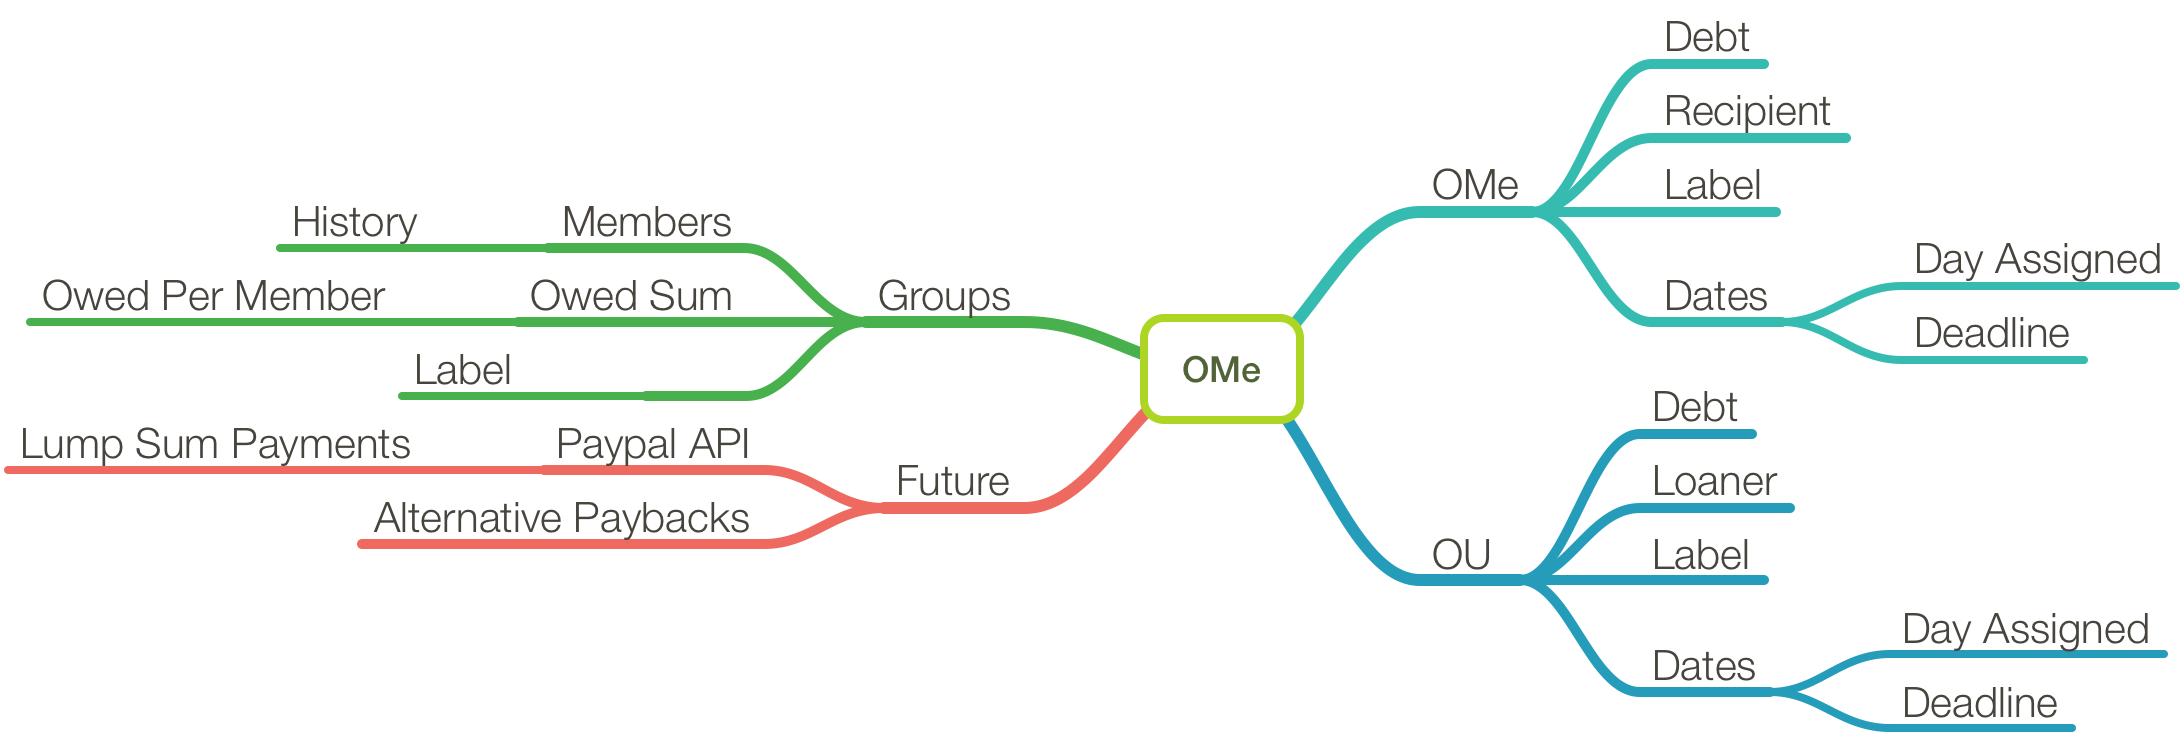 OMe
OMe
Debt
Recipient
Label
Dates
Day Assigned
Deadline
OU
Debt
Loaner
Label
Dates
Day Assigned
Deadline
Groups
Members
History
Owed Sum
Owed Per Member
Label
Future
Paypal API
Lump Sum Payments
Alternative Paybacks